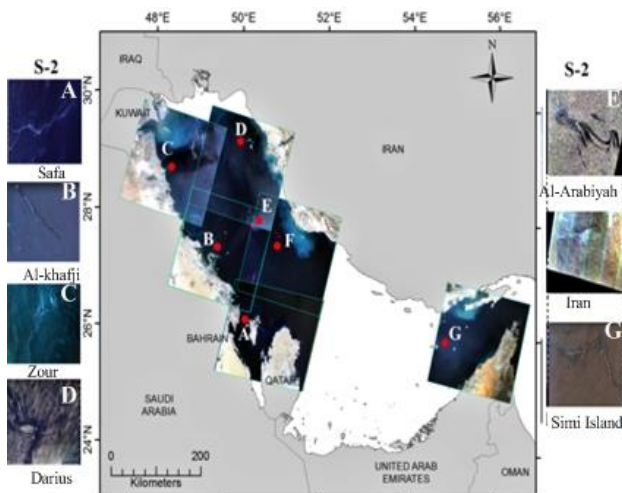 48°E 50°E 52°E 54°E 56°E
S-2
A
Safa
B
Al-khafji
C
Zour
D
Darius
30°N
28°N
26°N
24°N
IRAQ
KUWAIT
N
IRAN
D
C
E
B
F
A
G
BAHRAIN
QATAR
SAUDI
ARABIA
UNITED ARAB
EMIRATES
OMAN
0 100 200
Kilometers
S-2
E
Al-Arabiyah
Iran
G
Simi Island